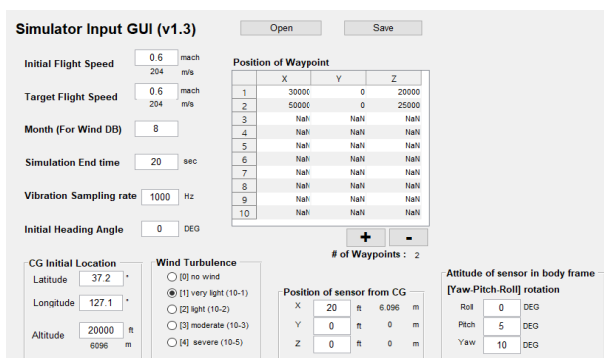 Simulator Input GUI (v1.3)
Open
Save
Initial Flight Speed
0.6
mach
204
m/s
Target Flight Speed
0.6
mach
204
m/s
Month (For Wind DB)
8
Simulation End time
20
sec
Vibration Sampling rate
1000
Hz
Initial Heading Angle
0
DEG
Position of Waypoint
X Y Z
1 30000 0 20000
2 50000 0 25000
3 NaN NaN NaN
4 NaN NaN NaN
5 NaN NaN NaN
6 NaN NaN NaN
7 NaN NaN NaN
8 NaN NaN NaN
9 NaN NaN NaN
10 NaN NaN NaN
+
-
# of Waypoints : 2
CG Initial Location
Latitude 37.2 °
Longitude 127.1 °
Altitude 20000 ft
6096 m
Wind Turbulence
[0] no wind
[1] very light (10-1)
[2] light (10-2)
[3] moderate (10-3)
[4] severe (10-5)
Position of sensor from CG
X 20 ft 6.096 m
Y 0 ft 0 m
Z 0 ft 0 m
Attitude of sensor in body frame
[Yaw-Pitch-Roll] rotation
Roll 0 DEG
Pitch 5 DEG
Yaw 10 DEG